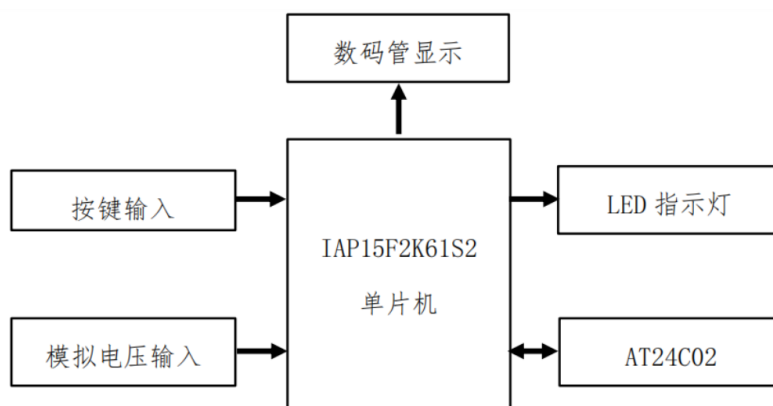 数码管显示
按键输入
LED 指示灯
IAP15F2K61S2
单片机
模拟电压输入
AT24C02